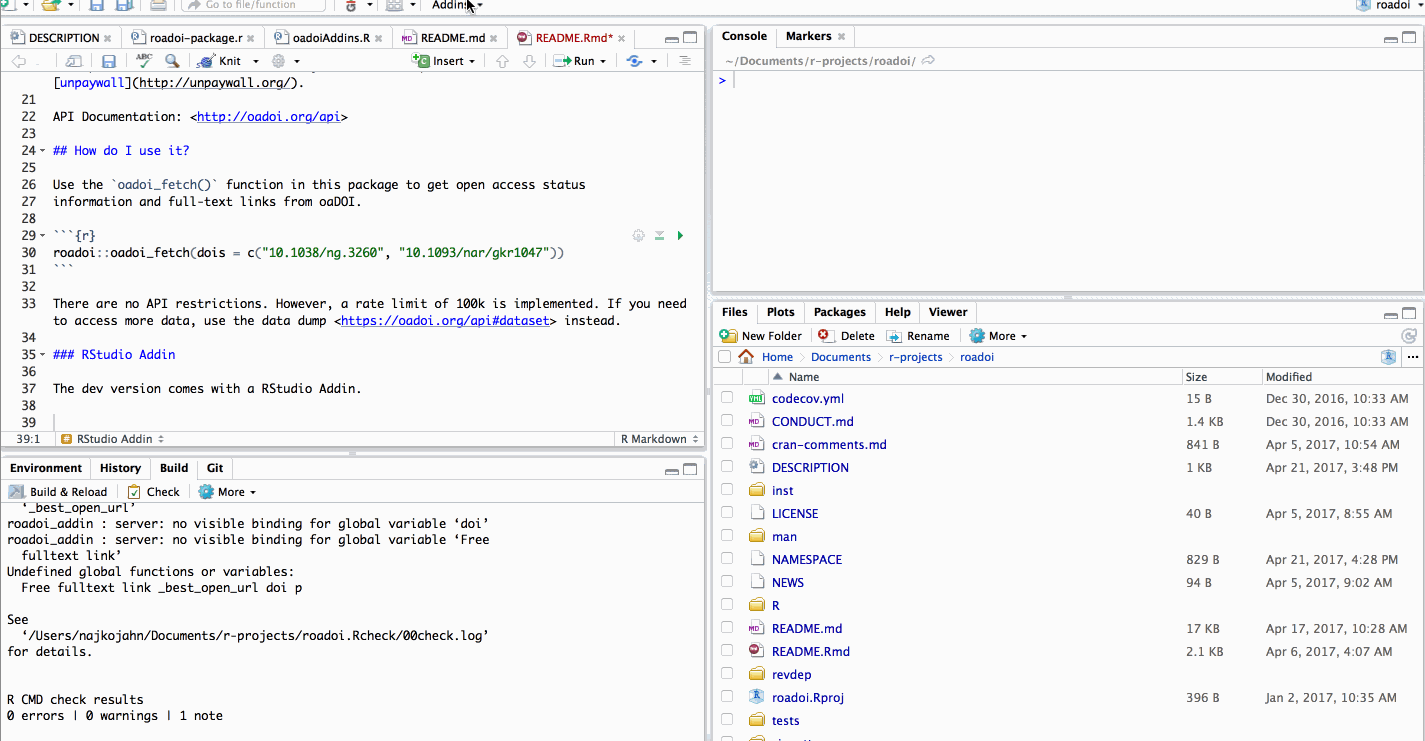 Go to file/function
Addins
roadoi
DESCRIPTION
roadoi-package.r
oadoiAddins.R
README.md
README.Rmd*
ABC
Knit
Insert
Run
[unpaywall](http://unpaywall.org/).
21
22 API Documentation: <http://oadoi.org/api>
23
24 ## How do I use it?
25
26 Use the `oadoi_fetch()` function in this package to get open access status
27 information and full-text links from oaDOI.
28
29 ```{r}
30 roadoi::oadoi_fetch(dois = c("10.1038/ng.3260", "10.1093/nar/gkr1047"))
31 ```
32
33 There are no API restrictions. However, a rate limit of 100k is implemented. If you need
to access more data, use the data dump <https://oadoi.org/api#dataset> instead.
34
35 ### RStudio Addin
36
37 The dev version comes with a RStudio Addin.
38
39
39:1
# RStudio Addin
R Markdown
Environment
History
Build
Git
Build & Reload
Check
More
‘_best_open_url’
roadoi_addin : server: no visible binding for global variable ‘doi’
roadoi_addin : server: no visible binding for global variable ‘Free
fulltext link’
Undefined global functions or variables:
Free fulltext link _best_open_url doi p
See
‘/Users/najkojahn/Documents/r-projects/roadoi.Rcheck/00check.log’
for details.
R CMD check results
0 errors | 0 warnings | 1 note
Console
Markers
~/Documents/r-projects/roadoi/
>
Files
Plots
Packages
Help
Viewer
New Folder
Delete
Rename
More
Home
Documents
r-projects
roadoi
Name
Size
Modified
YML codecov.yml 15 B Dec 30, 2016, 10:33 AM
MD CONDUCT.md 1.4 KB Dec 30, 2016, 10:33 AM
MD cran-comments.md 841 B Apr 5, 2017, 10:54 AM
DESCRIPTION 1 KB Apr 21, 2017, 3:48 PM
inst
LICENSE 40 B Apr 5, 2017, 8:55 AM
man
NAMESPACE 829 B Apr 21, 2017, 4:28 PM
NEWS 94 B Apr 5, 2017, 9:02 AM
R
MD README.md 17 KB Apr 17, 2017, 10:28 AM
README.Rmd 2.1 KB Apr 6, 2017, 4:07 AM
revdep
roadoi.Rproj 396 B Jan 2, 2017, 10:35 AM
tests